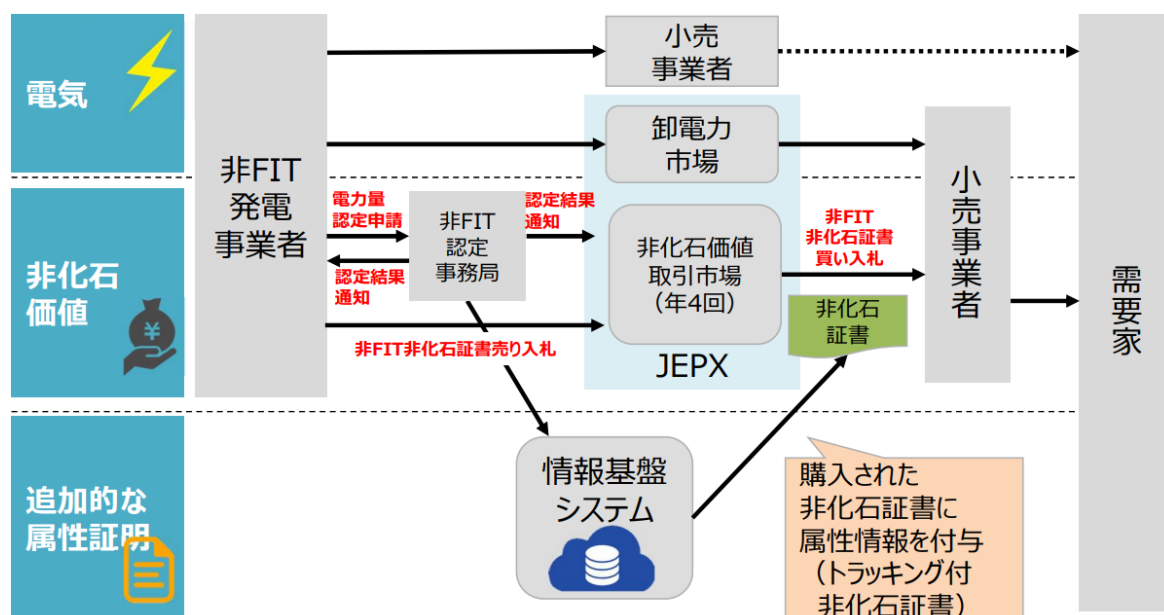 電気
非化石
価値
¥
追加的な
属性証明
非FIT
発電
事業者
小売
事業者
卸電力
市場
電力量
認定申請
認定結果
通知
非FIT
認定
事務局
認定結果
通知
非化石価値
取引市場
（年4回）
JEPX
非FIT
非化石証書
買い入札
非化石
証書
非FIT非化石証書売り入札
小売事業者
需要家
情報基盤
システム
購入された
非化石証書に
属性情報を付与
（トラッキング付
非化石証書）